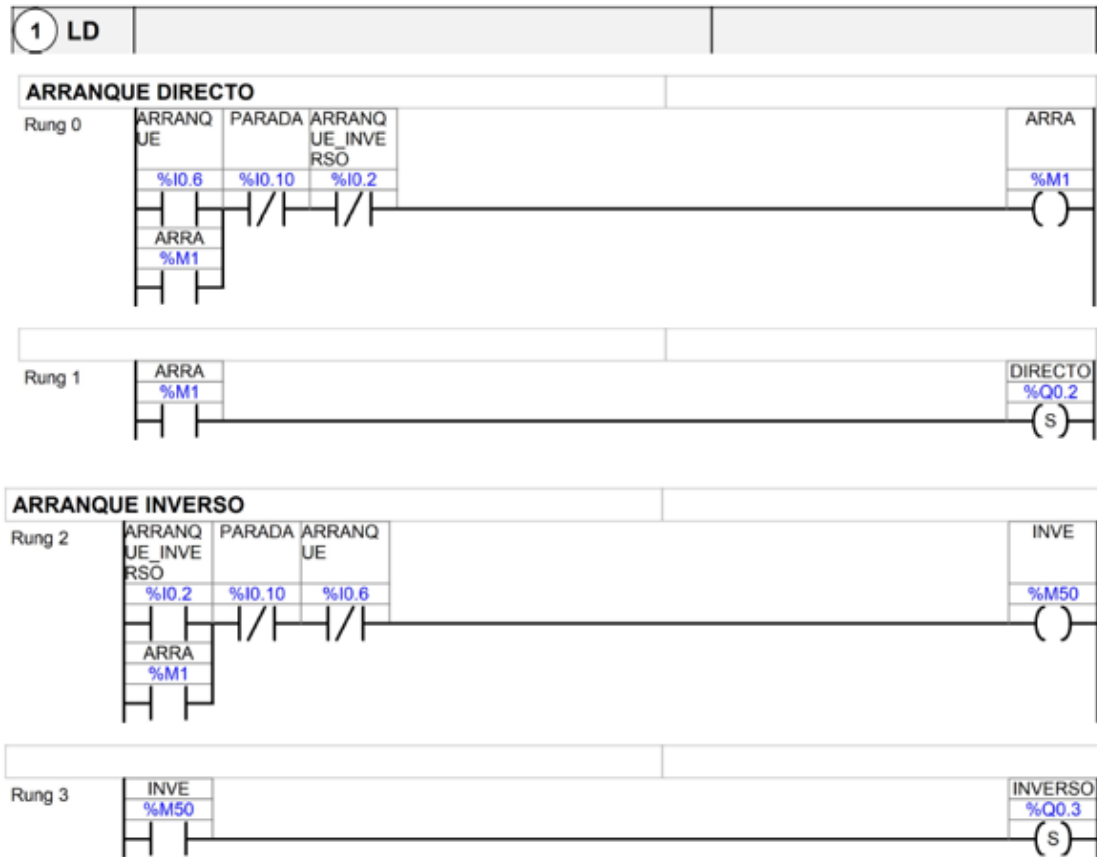 1 LD
ARRANQUE DIRECTO
Rung 0
ARRANQ
UE
PARADA
ARRANQ
UE_INVE
RSO
ARRA
%I0.6
%I0.10
%I0.2
%M1
ARRA
%M1
Rung 1
ARRA
%M1
DIRECTO
%Q0.2
S
ARRANQUE INVERSO
Rung 2
ARRANQ
UE_INVE
RSO
PARADA
ARRANQ
UE
INVE
%I0.2
%I0.10
%I0.6
%M50
ARRA
%M1
Rung 3
INVE
%M50
INVERSO
%Q0.3
S